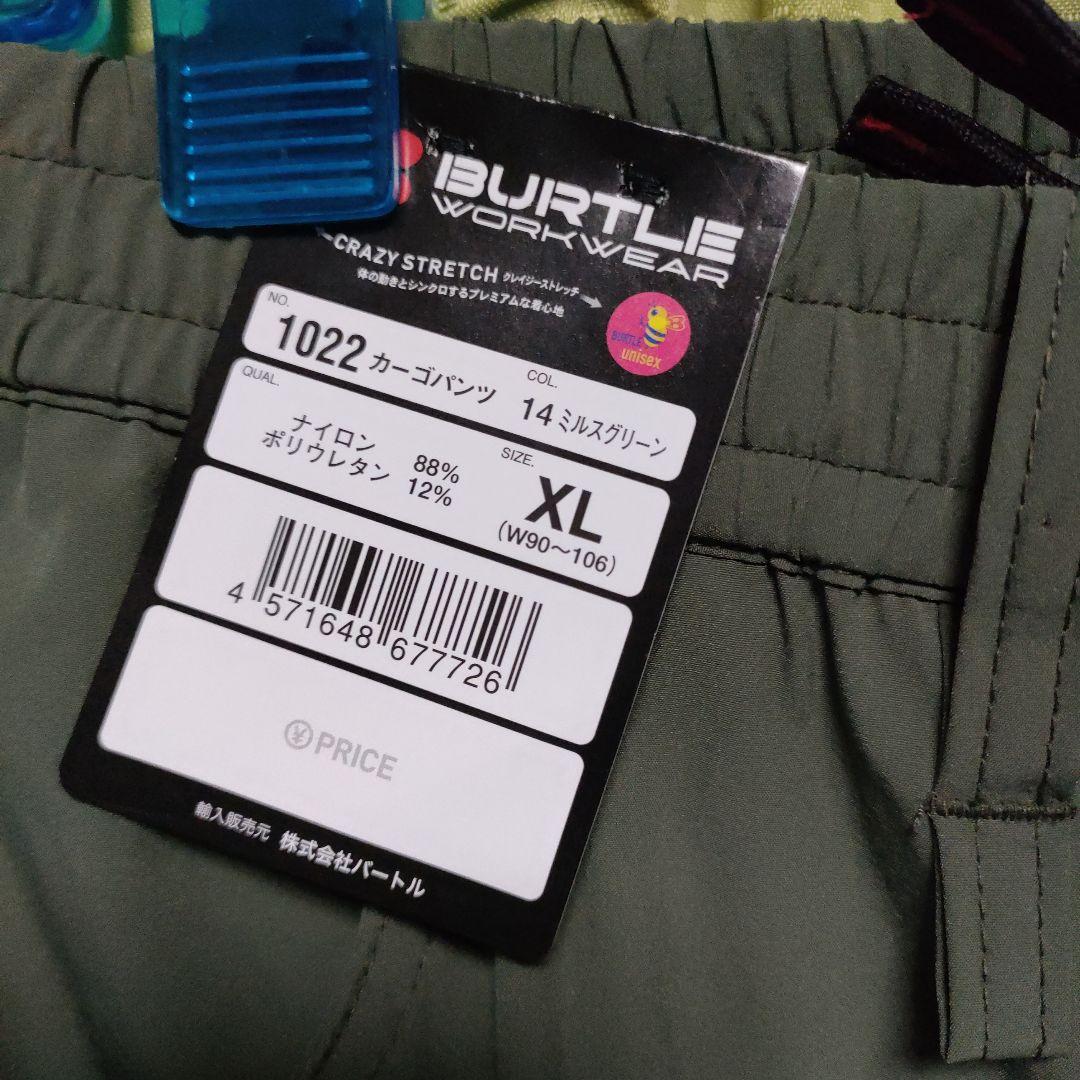 BURTLE
WORKWEAR
CRAZY STRETCH クレイジーストレッチ
体の動きとシンクロするプレミアムな着心地
B
BURTLE
unisex
NO.
1022 カーゴパンツ
COL.
14 ミルスグリーン
QUAL.
ナイロン 88%
ポリウレタン 12%
SIZE.
XL
(W90〜106)
4 571648 677726
¥ PRICE
輸入販売元 株式会社バートル